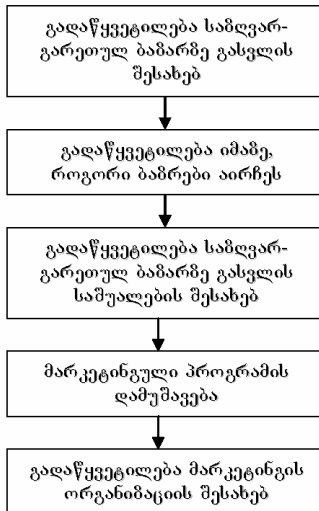 გადაწყვეტილება საზღვარ-
გარეთულ ბაზარზე გასვლის
შესახებ
გადაწყვეტილება იმაზე,
როგორი ბაზრები აირჩეს
გადაწყვეტილება საზღვარ-
გარეთულ ბაზარზე გასვლის
საშუალების შესახებ
მარკეტინგული პროგრამის
დამუშავება
გადაწყვეტილება მარკეტინგის
ორგანიზაციის შესახებ